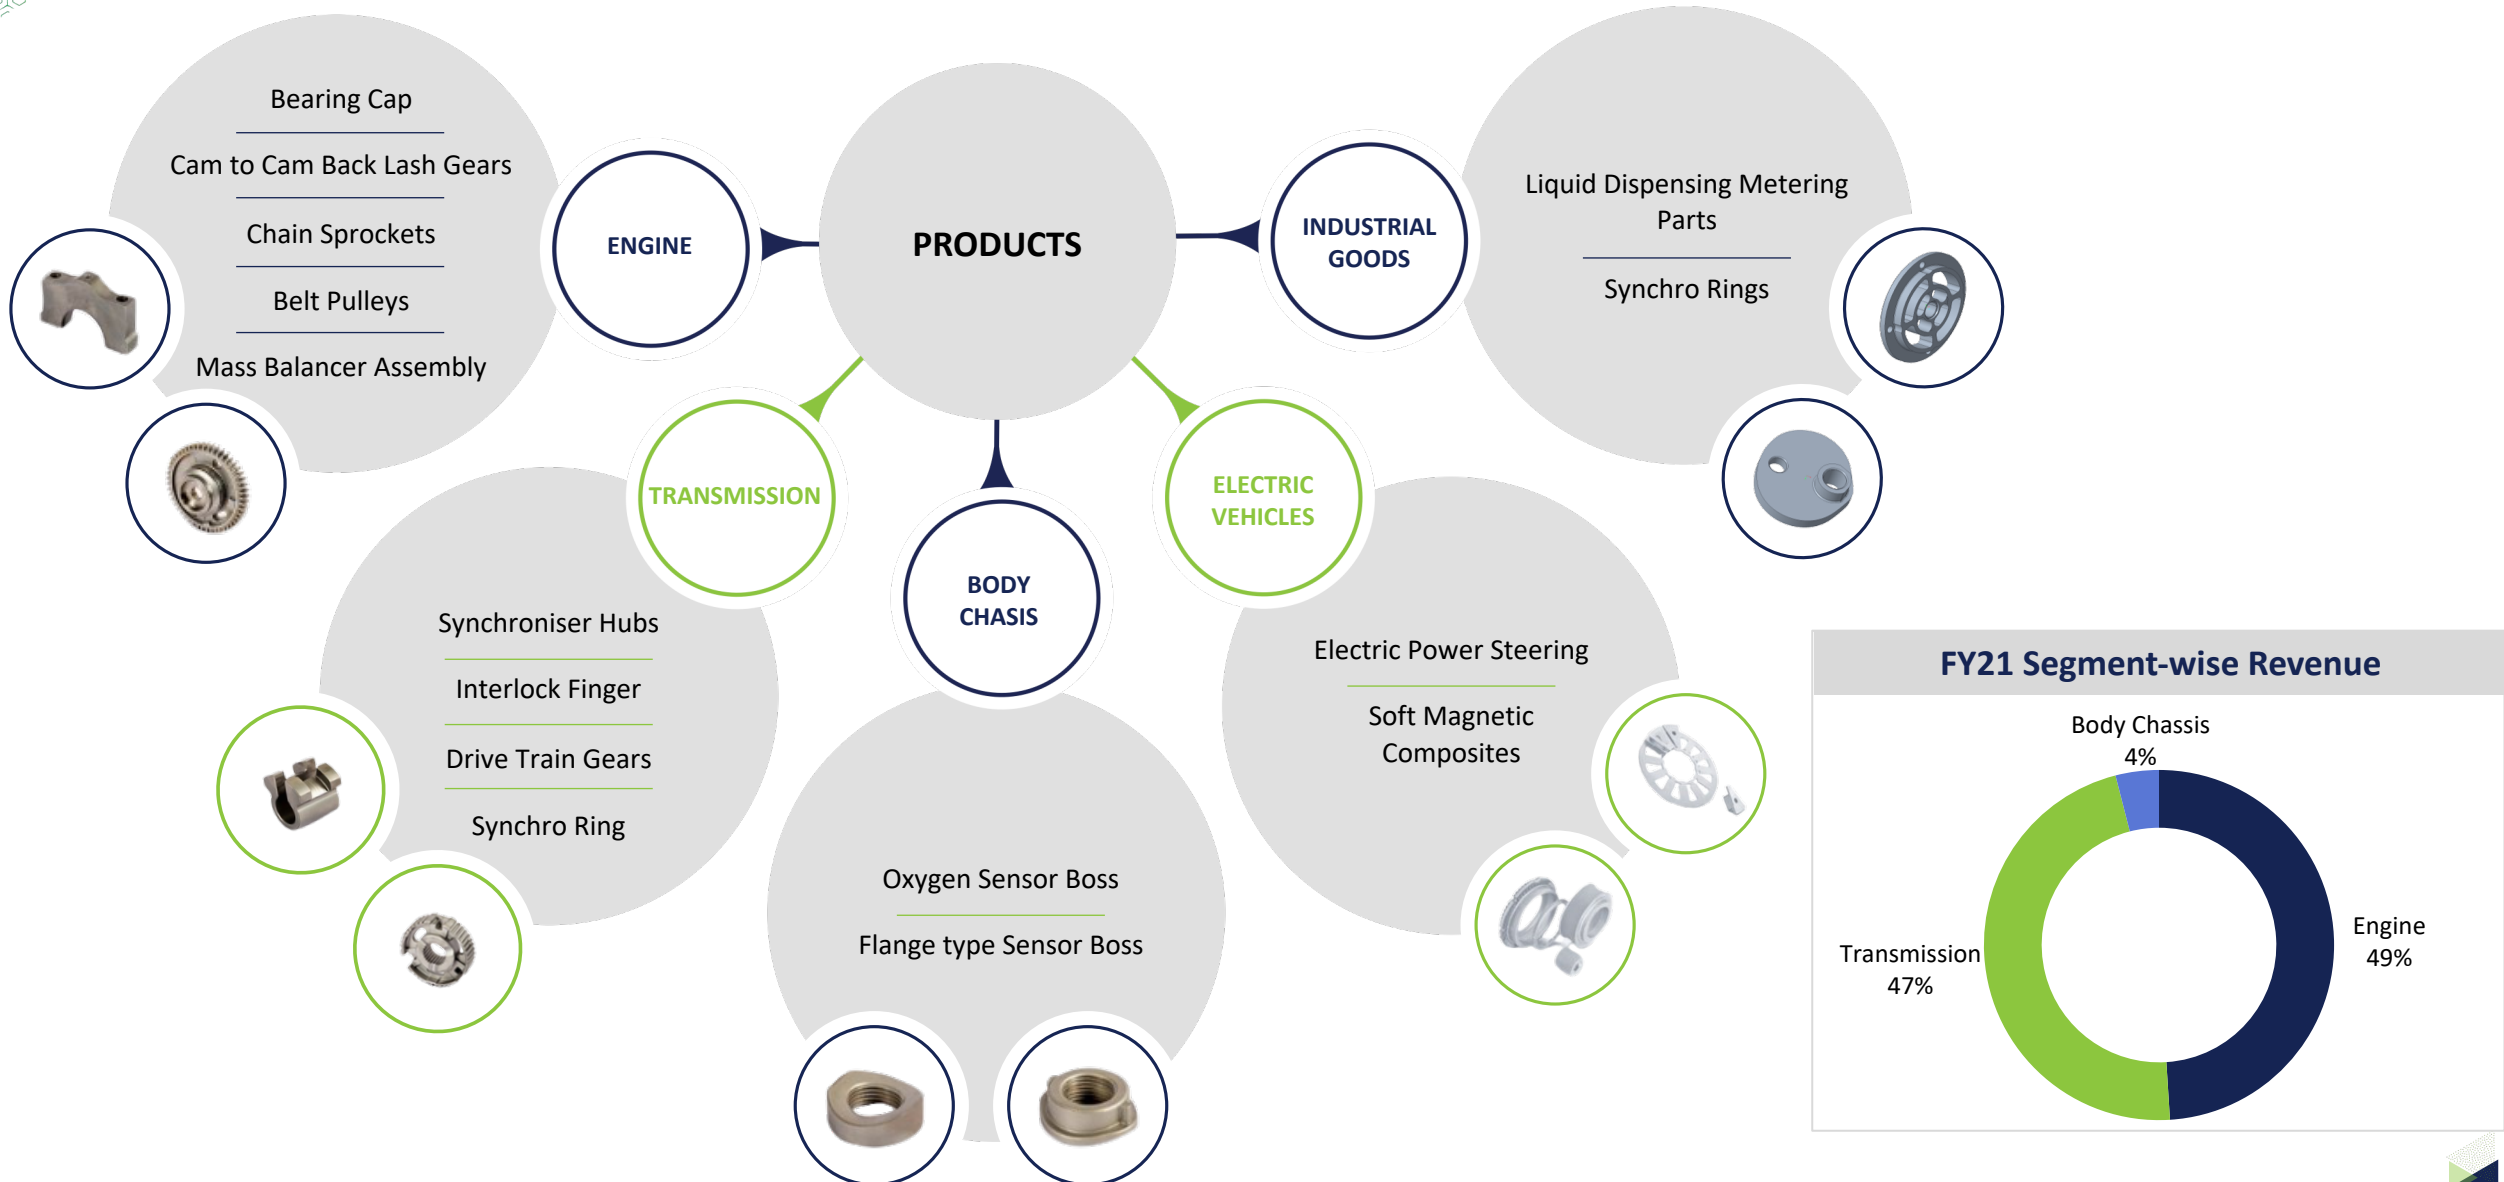 PRODUCTS
ENGINE
Bearing Cap
Cam to Cam Back Lash Gears
Chain Sprockets
Belt Pulleys
Mass Balancer Assembly
TRANSMISSION
Synchroniser Hubs
Interlock Finger
Drive Train Gears
Synchro Ring
BODY
CHASIS
Oxygen Sensor Boss
Flange type Sensor Boss
ELECTRIC
VEHICLES
Electric Power Steering
Soft Magnetic
Composites
INDUSTRIAL
GOODS
Liquid Dispensing Metering
Parts
Synchro Rings
FY21 Segment-wise Revenue
Body Chassis
4%
Engine
49%
Transmission
47%